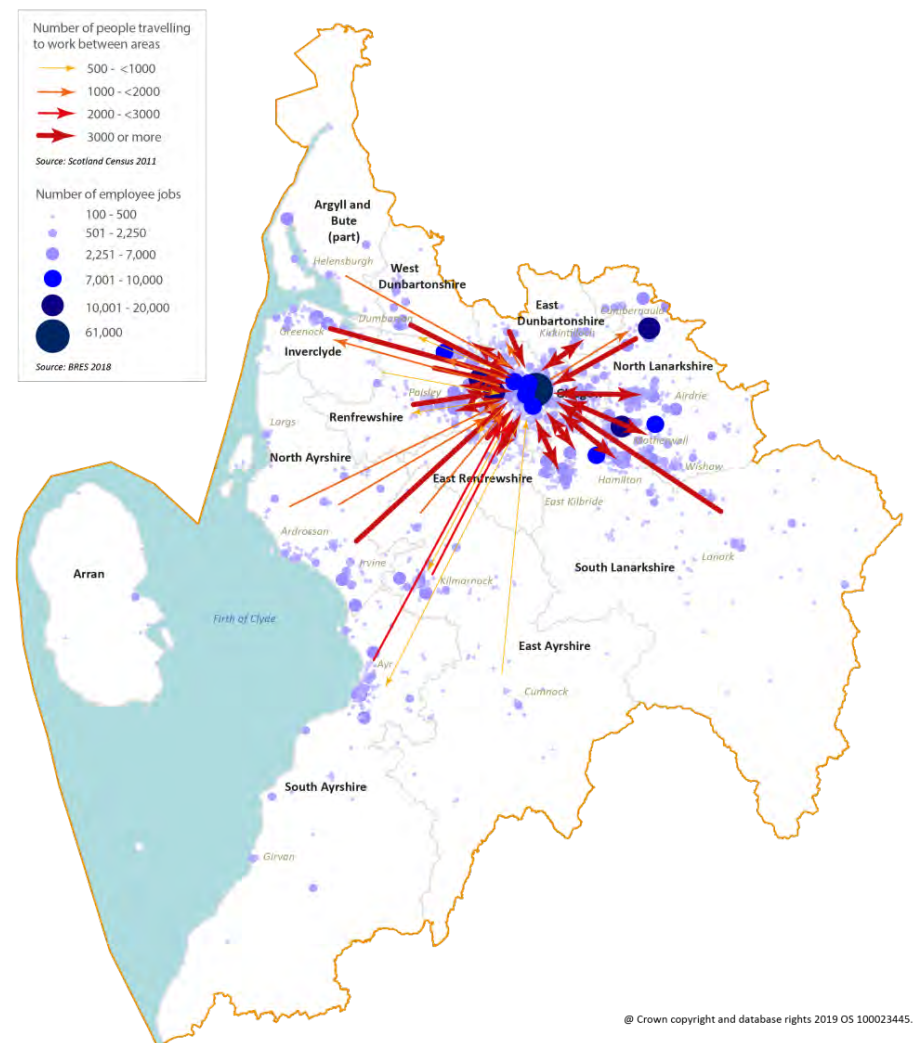 Number of people travelling
to work between areas
500 - <1000
1000 - <2000
2000 - <3000
3000 or more
Source: Scotland Census 2011
Number of employee jobs
100 - 500
501 - 2,250
2,251 - 7,000
7,001 - 10,000
10,001 - 20,000
61,000
Source: BRES 2018
Argyll and
Bute
(part)
Helensburgh
West
Dunbartonshire
Dumbarton
East
Dunbartonshire
Kirkintilloch
Cumbernauld
Greenock
Inverclyde
North Lanarkshire
Glasgow
Airdrie
Paisley
Renfrewshire
Largs
Motherwell
North Ayrshire
Wishaw
East Renfrewshire
Hamilton
East Kilbride
Ardrossan
Lanark
Irvine
South Lanarkshire
Arran
Kilmarnock
Firth of Clyde
East Ayrshire
Ayr
Cumnock
South Ayrshire
Girvan
@ Crown copyright and database rights 2019 OS 100023445.